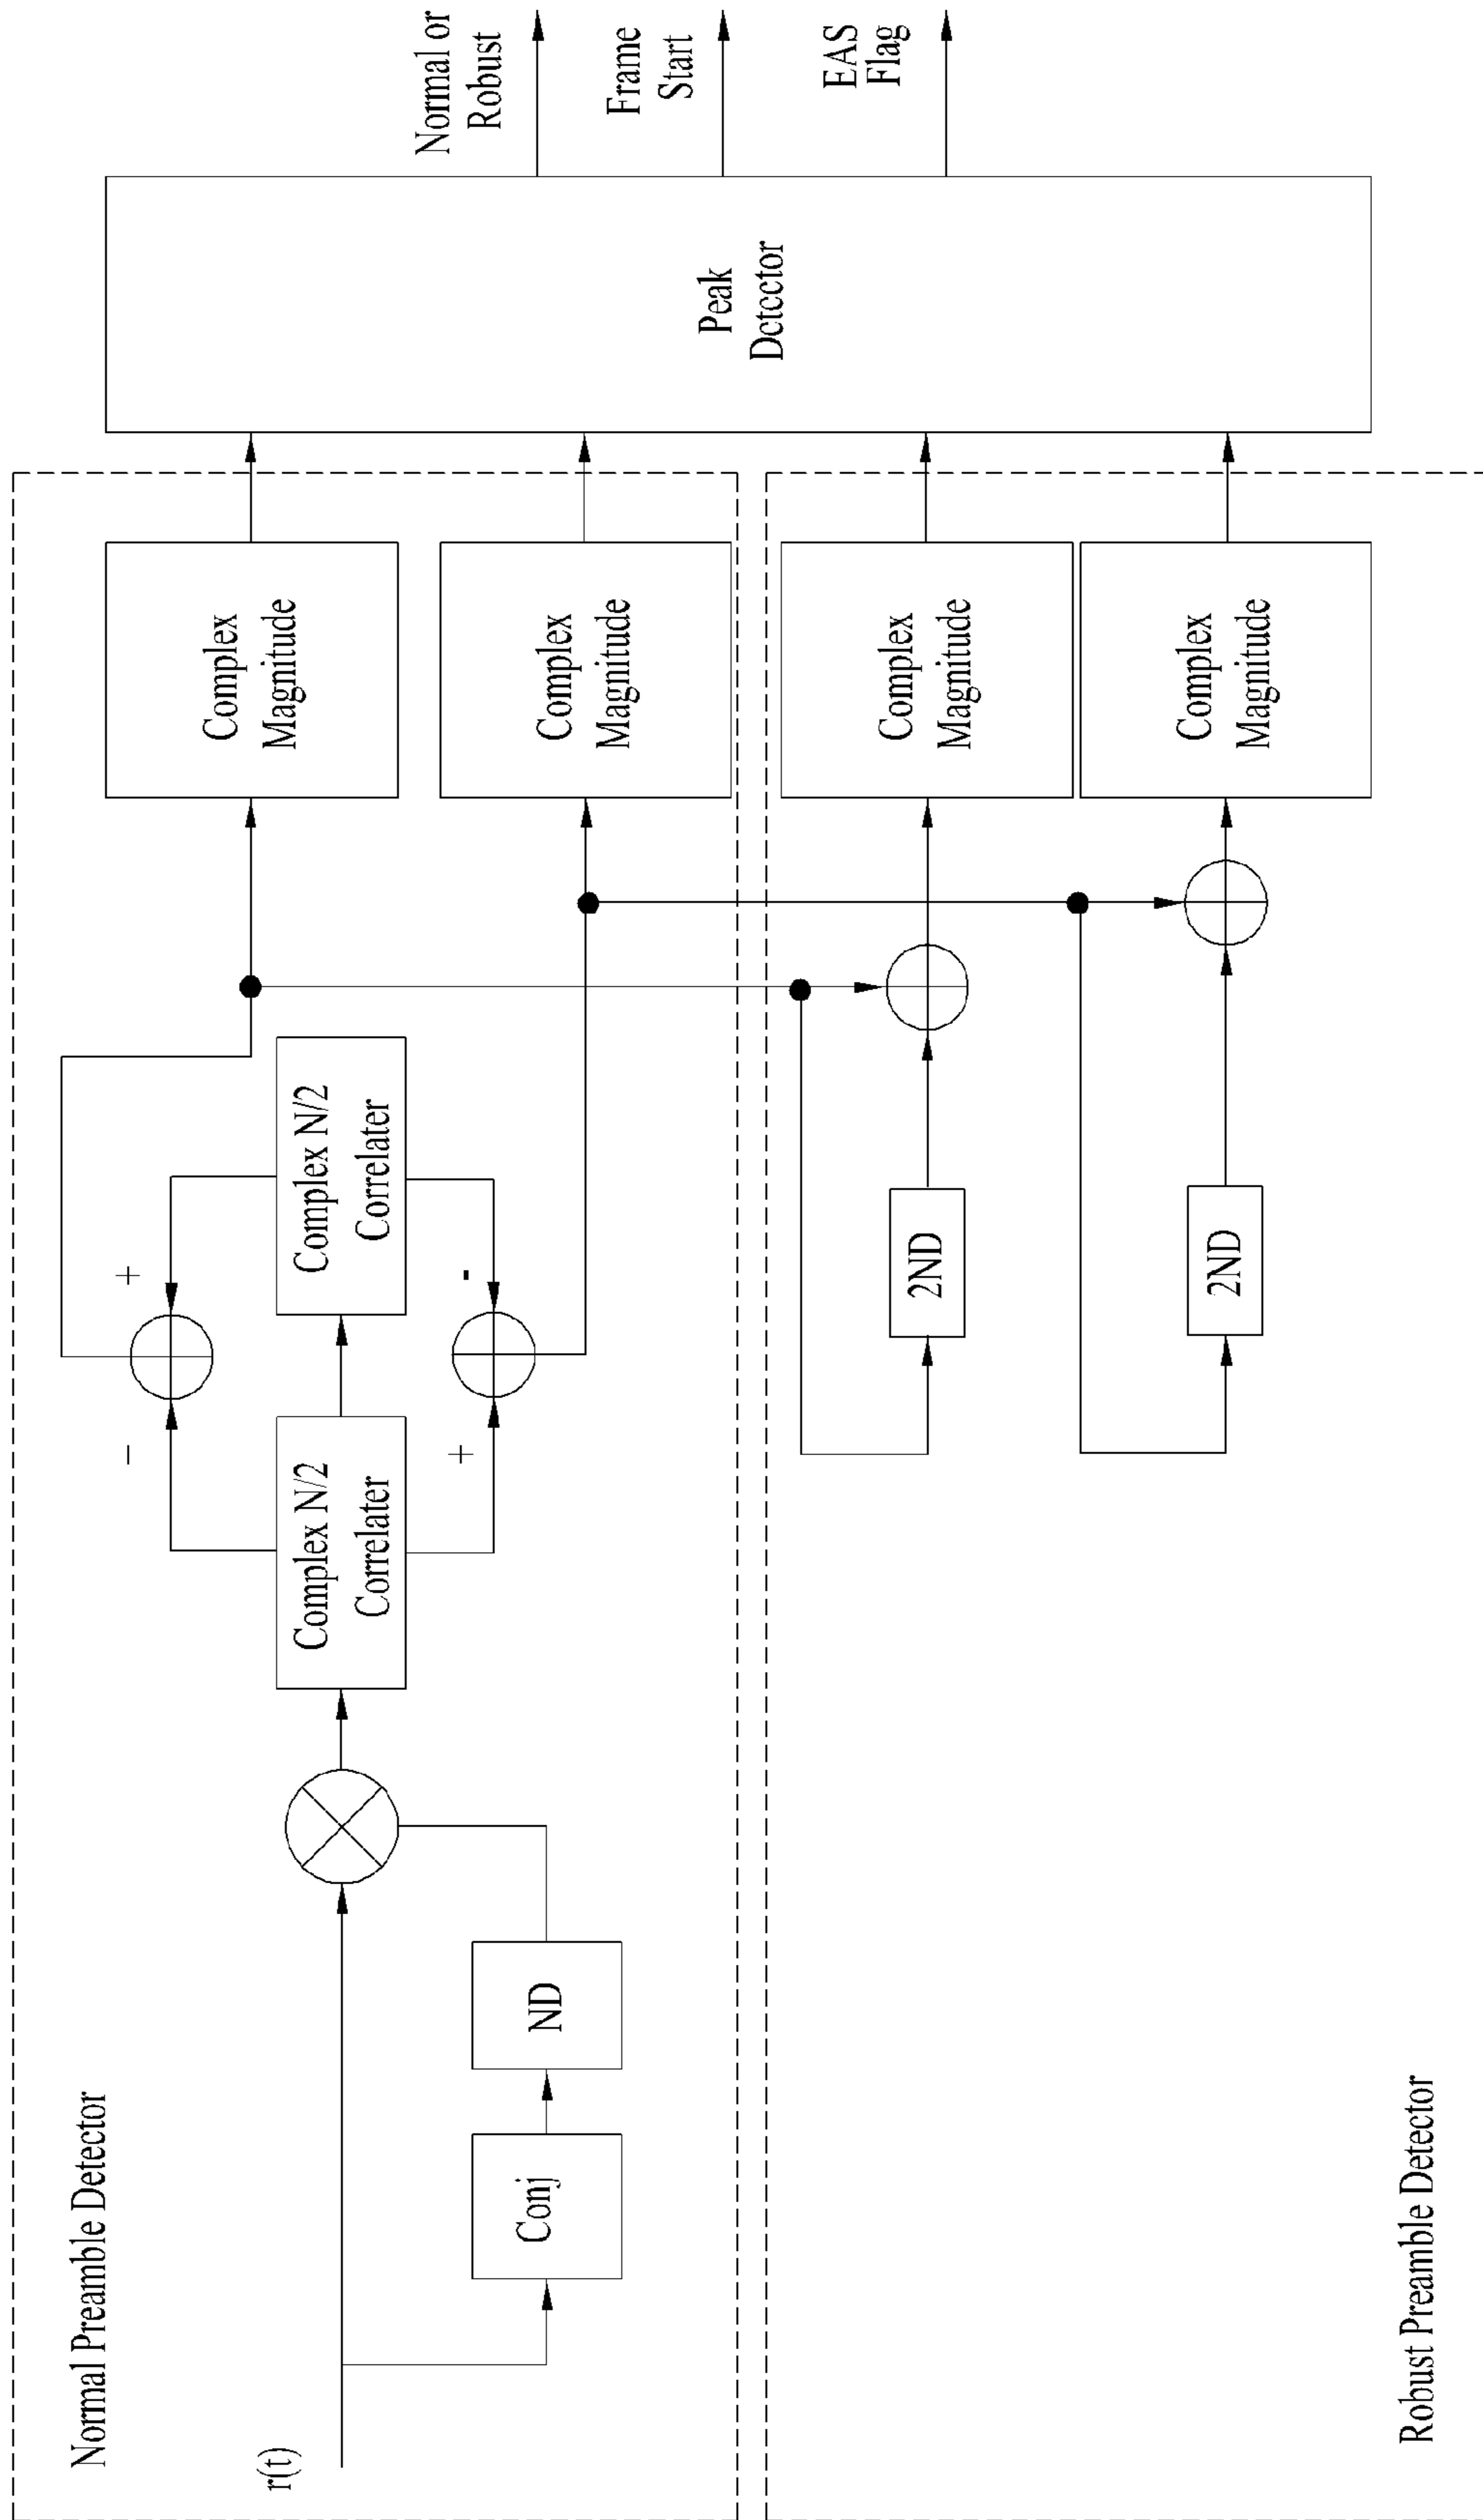 Normal Preamble Detector
r(t)
Conj
ND
Complex N/2
Correlater
Complex N/2
Correlater
-
+
+
-
Complex
Magnitude
Complex
Magnitude
Peak
Detector
Normal or
Robust
Frame
Start
EAS
Flag
2ND
2ND
Complex
Magnitude
Complex
Magnitude
Robust Preamble Detector